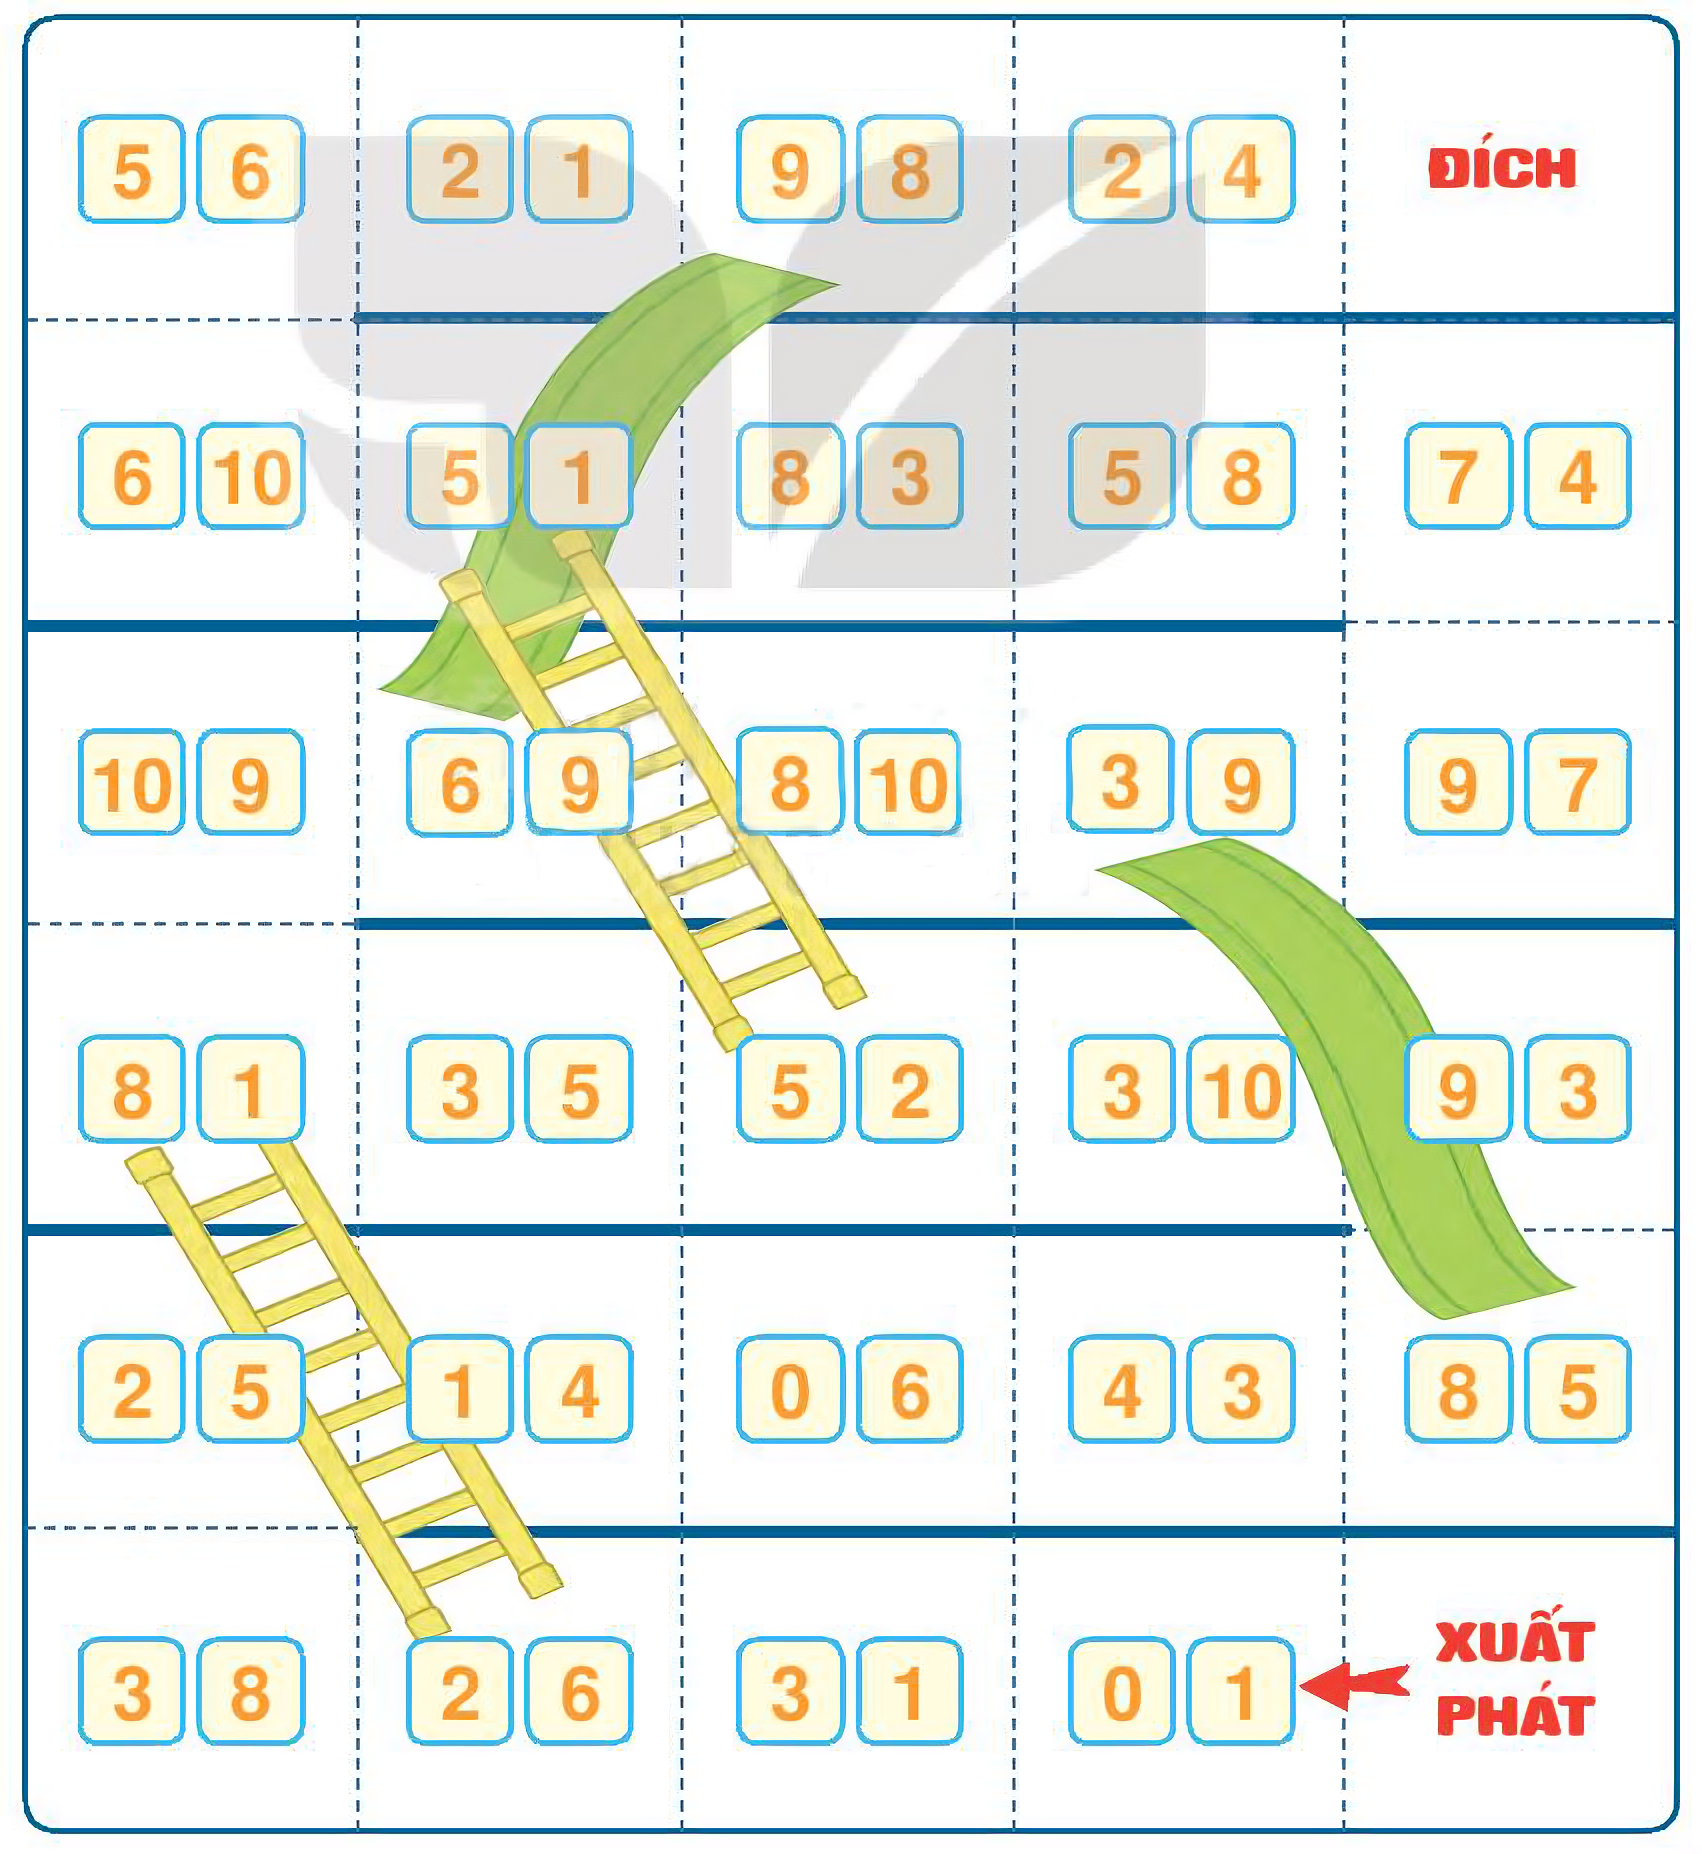 5 6 2 1 9 8 2 4 ĐÍCH
6 10 5 1 8 3 5 8 7 4
10 9 6 9 8 10 3 9 9 7
8 1 3 5 5 2 3 10 9 3
2 5 1 4 0 6 4 3 8 5
3 8 2 6 3 1 0 1 XUẤT
PHÁT